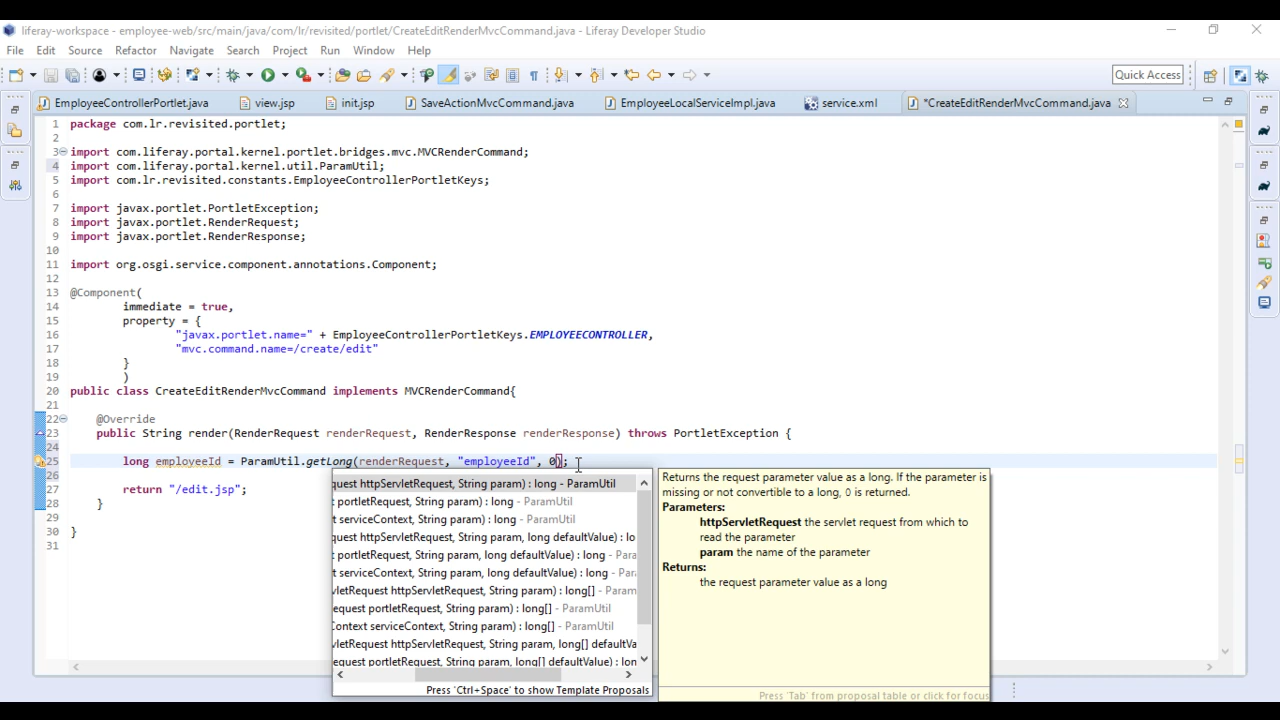 liferay-workspace - employee-web/src/main/java/com/lr/revisited/portlet/CreateEditRenderMvcCommand.java - Liferay Developer Studio
File Edit Source Refactor Navigate Search Project Run Window Help
Quick Access
EmployeeControllerPortlet.java view.jsp init.jsp SaveActionMvcCommand.java EmployeeLocalServiceImpl.java service.xml *CreateEditRenderMvcCommand.java
1 package com.lr.revisited.portlet;
2
3 import com.liferay.portal.kernel.portlet.bridges.mvc.MVCRenderCommand;
4 import com.liferay.portal.kernel.util.ParamUtil;
5 import com.lr.revisited.constants.EmployeeControllerPortletKeys;
6
7 import javax.portlet.PortletException;
8 import javax.portlet.RenderRequest;
9 import javax.portlet.RenderResponse;
10
11 import org.osgi.service.component.annotations.Component;
12
13 @Component(
14 immediate = true,
15 property = {
16 "javax.portlet.name=" + EmployeeControllerPortletKeys.EMPLOYEECONTROLLER,
17 "mvc.command.name=/create/edit"
18 }
19 )
20 public class CreateEditRenderMvcCommand implements MVCRenderCommand{
21
22 @Override
23 public String render(RenderRequest renderRequest, RenderResponse renderResponse) throws PortletException {
24
25 long employeeId = ParamUtil.getLong(renderRequest, "employeeId", 0);
26
27 return "/edit.jsp";
28 }
29
30 }
31
quest httpServletRequest, String param) : long - ParamUtil
t portletRequest, String param) : long - ParamUtil
t serviceContext, String param) : long - ParamUtil
quest httpServletRequest, String param, long defaultValue) : lo
t portletRequest, String param, long defaultValue) : long - Para
t serviceContext, String param, long defaultValue) : long - Para
vletRequest httpServletRequest, String param) : long[] - Param
equest portletRequest, String param) : long[] - ParamUtil
Context serviceContext, String param) : long[] - ParamUtil
vletRequest httpServletRequest, String param, long[] defaultVa
equest portletRequest, String param, long[] defaultValue) : lon
Press 'Ctrl+Space' to show Template Proposals
Returns the request parameter value as a long. If the parameter is
missing or not convertible to a long, 0 is returned.
Parameters:
httpServletRequest the servlet request from which to
read the parameter
param the name of the parameter
Returns:
the request parameter value as a long
Press 'Tab' from proposal table or click for focus